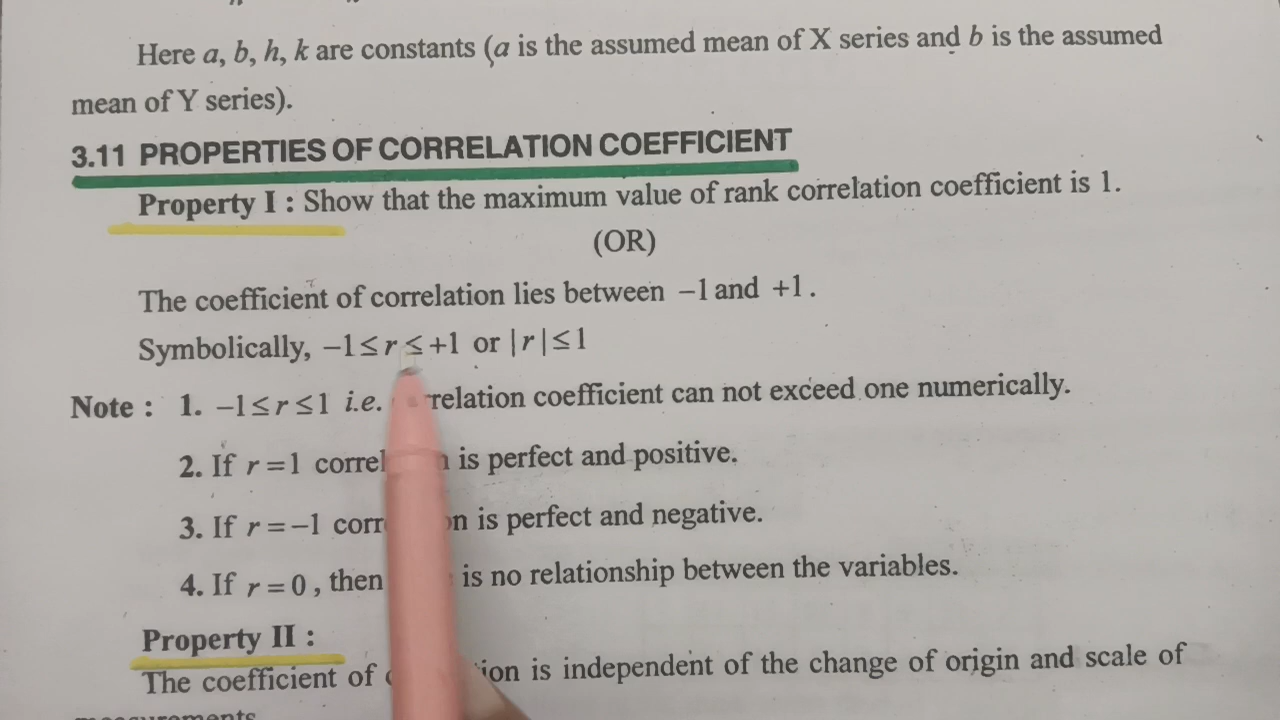 Here a, b, h, k are constants (a is the assumed mean of X series and b is the assumed
mean of Y series).
3.11 PROPERTIES OF CORRELATION COEFFICIENT
Property I : Show that the maximum value of rank correlation coefficient is 1.
(OR)
The coefficient of correlation lies between −1 and +1.
Symbolically, −1≤r≤+1 or |r|≤1
Note : 1. −1≤r≤1 i.e. correlation coefficient can not exceed one numerically.
2. If r=1 correl is perfect and positive.
3. If r=−1 corr on is perfect and negative.
4. If r=0, then is no relationship between the variables.
Property II :
The coefficient of ion is independent of the change of origin and scale of